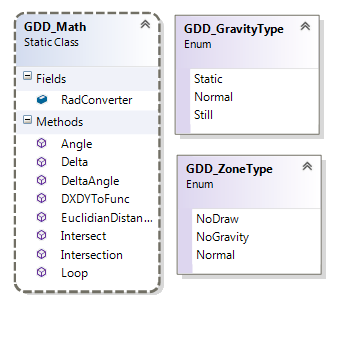 GDD_Math
Static Class
Fields
RadConverter
Methods
Angle
Delta
DeltaAngle
DXDYToFunc
EuclidianDistan...
Intersect
Intersection
Loop
GDD_GravityType
Enum
Static
Normal
Still
GDD_ZoneType
Enum
NoDraw
NoGravity
Normal